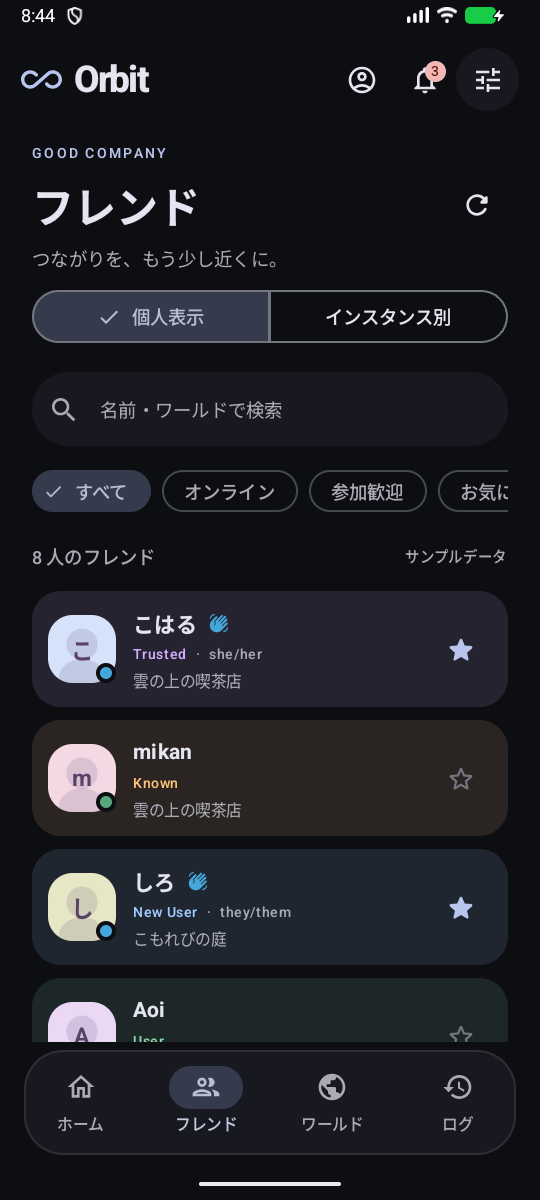 8:44
Orbit
3
GOOD COMPANY
フレンド
つながりを、もう少し近くに。
個人表示
インスタンス別
名前・ワールドで検索
すべて
オンライン
参加歓迎
お気に
8 人のフレンド
サンプルデータ
こ
こはる
Trusted · she/her
雲の上の喫茶店
m
mikan
Known
雲の上の喫茶店
し
しろ
New User · they/them
こもれびの庭
A
Aoi
User
ホーム
フレンド
ワールド
ログ